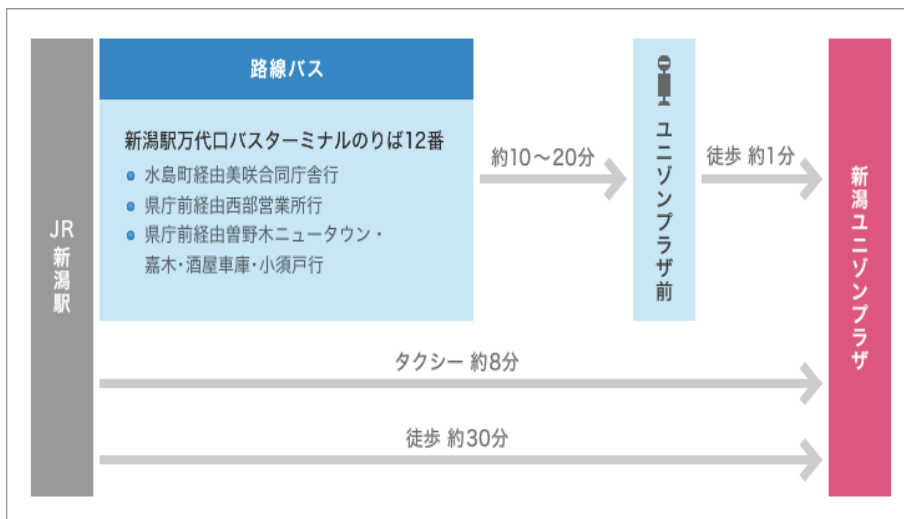 JR新潟駅
路線バス
新潟駅万代口バスターミナルのりば12番
水島町経由美咲合同庁舎行
県庁前経由西部営業所行
県庁前経由曽野木ニュータウン・
嘉木・酒屋車庫・小須戸行
約10〜20分
ユニゾンプラザ前
徒歩 約1分
新潟ユニゾンプラザ
タクシー 約8分
徒歩 約30分